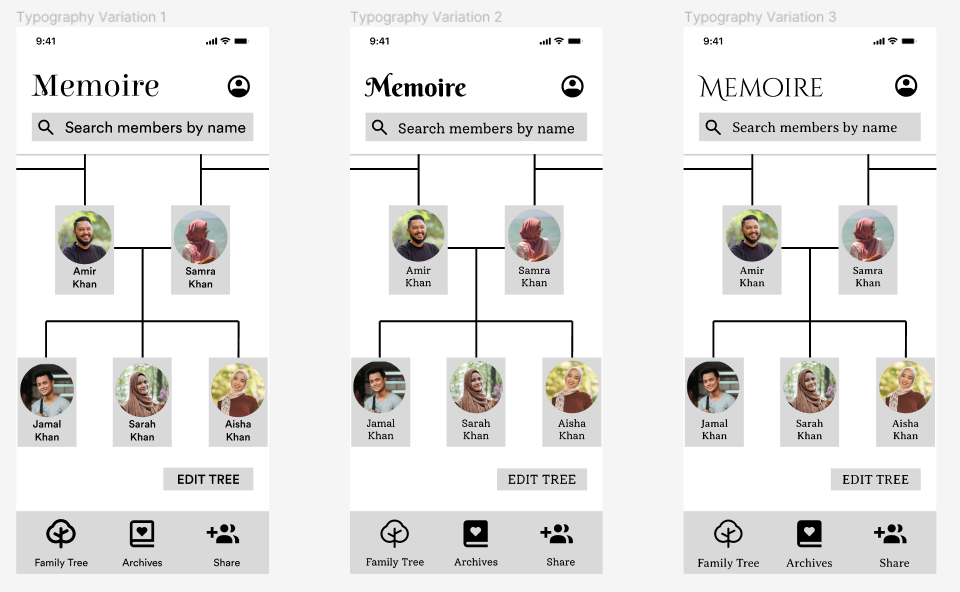 Typography Variation 1
9:41
Memoire
Search members by name
Amir
Khan
Samra
Khan
Jamal
Khan
Sarah
Khan
Aisha
Khan
EDIT TREE
Family Tree
Archives
Share
Typography Variation 2
9:41
Memoire
Search members by name
Amir
Khan
Samra
Khan
Jamal
Khan
Sarah
Khan
Aisha
Khan
EDIT TREE
Family Tree
Archives
Share
Typography Variation 3
9:41
MEMOIRE
Search members by name
Amir
Khan
Samra
Khan
Jamal
Khan
Sarah
Khan
Aisha
Khan
EDIT TREE
Family Tree
Archives
Share